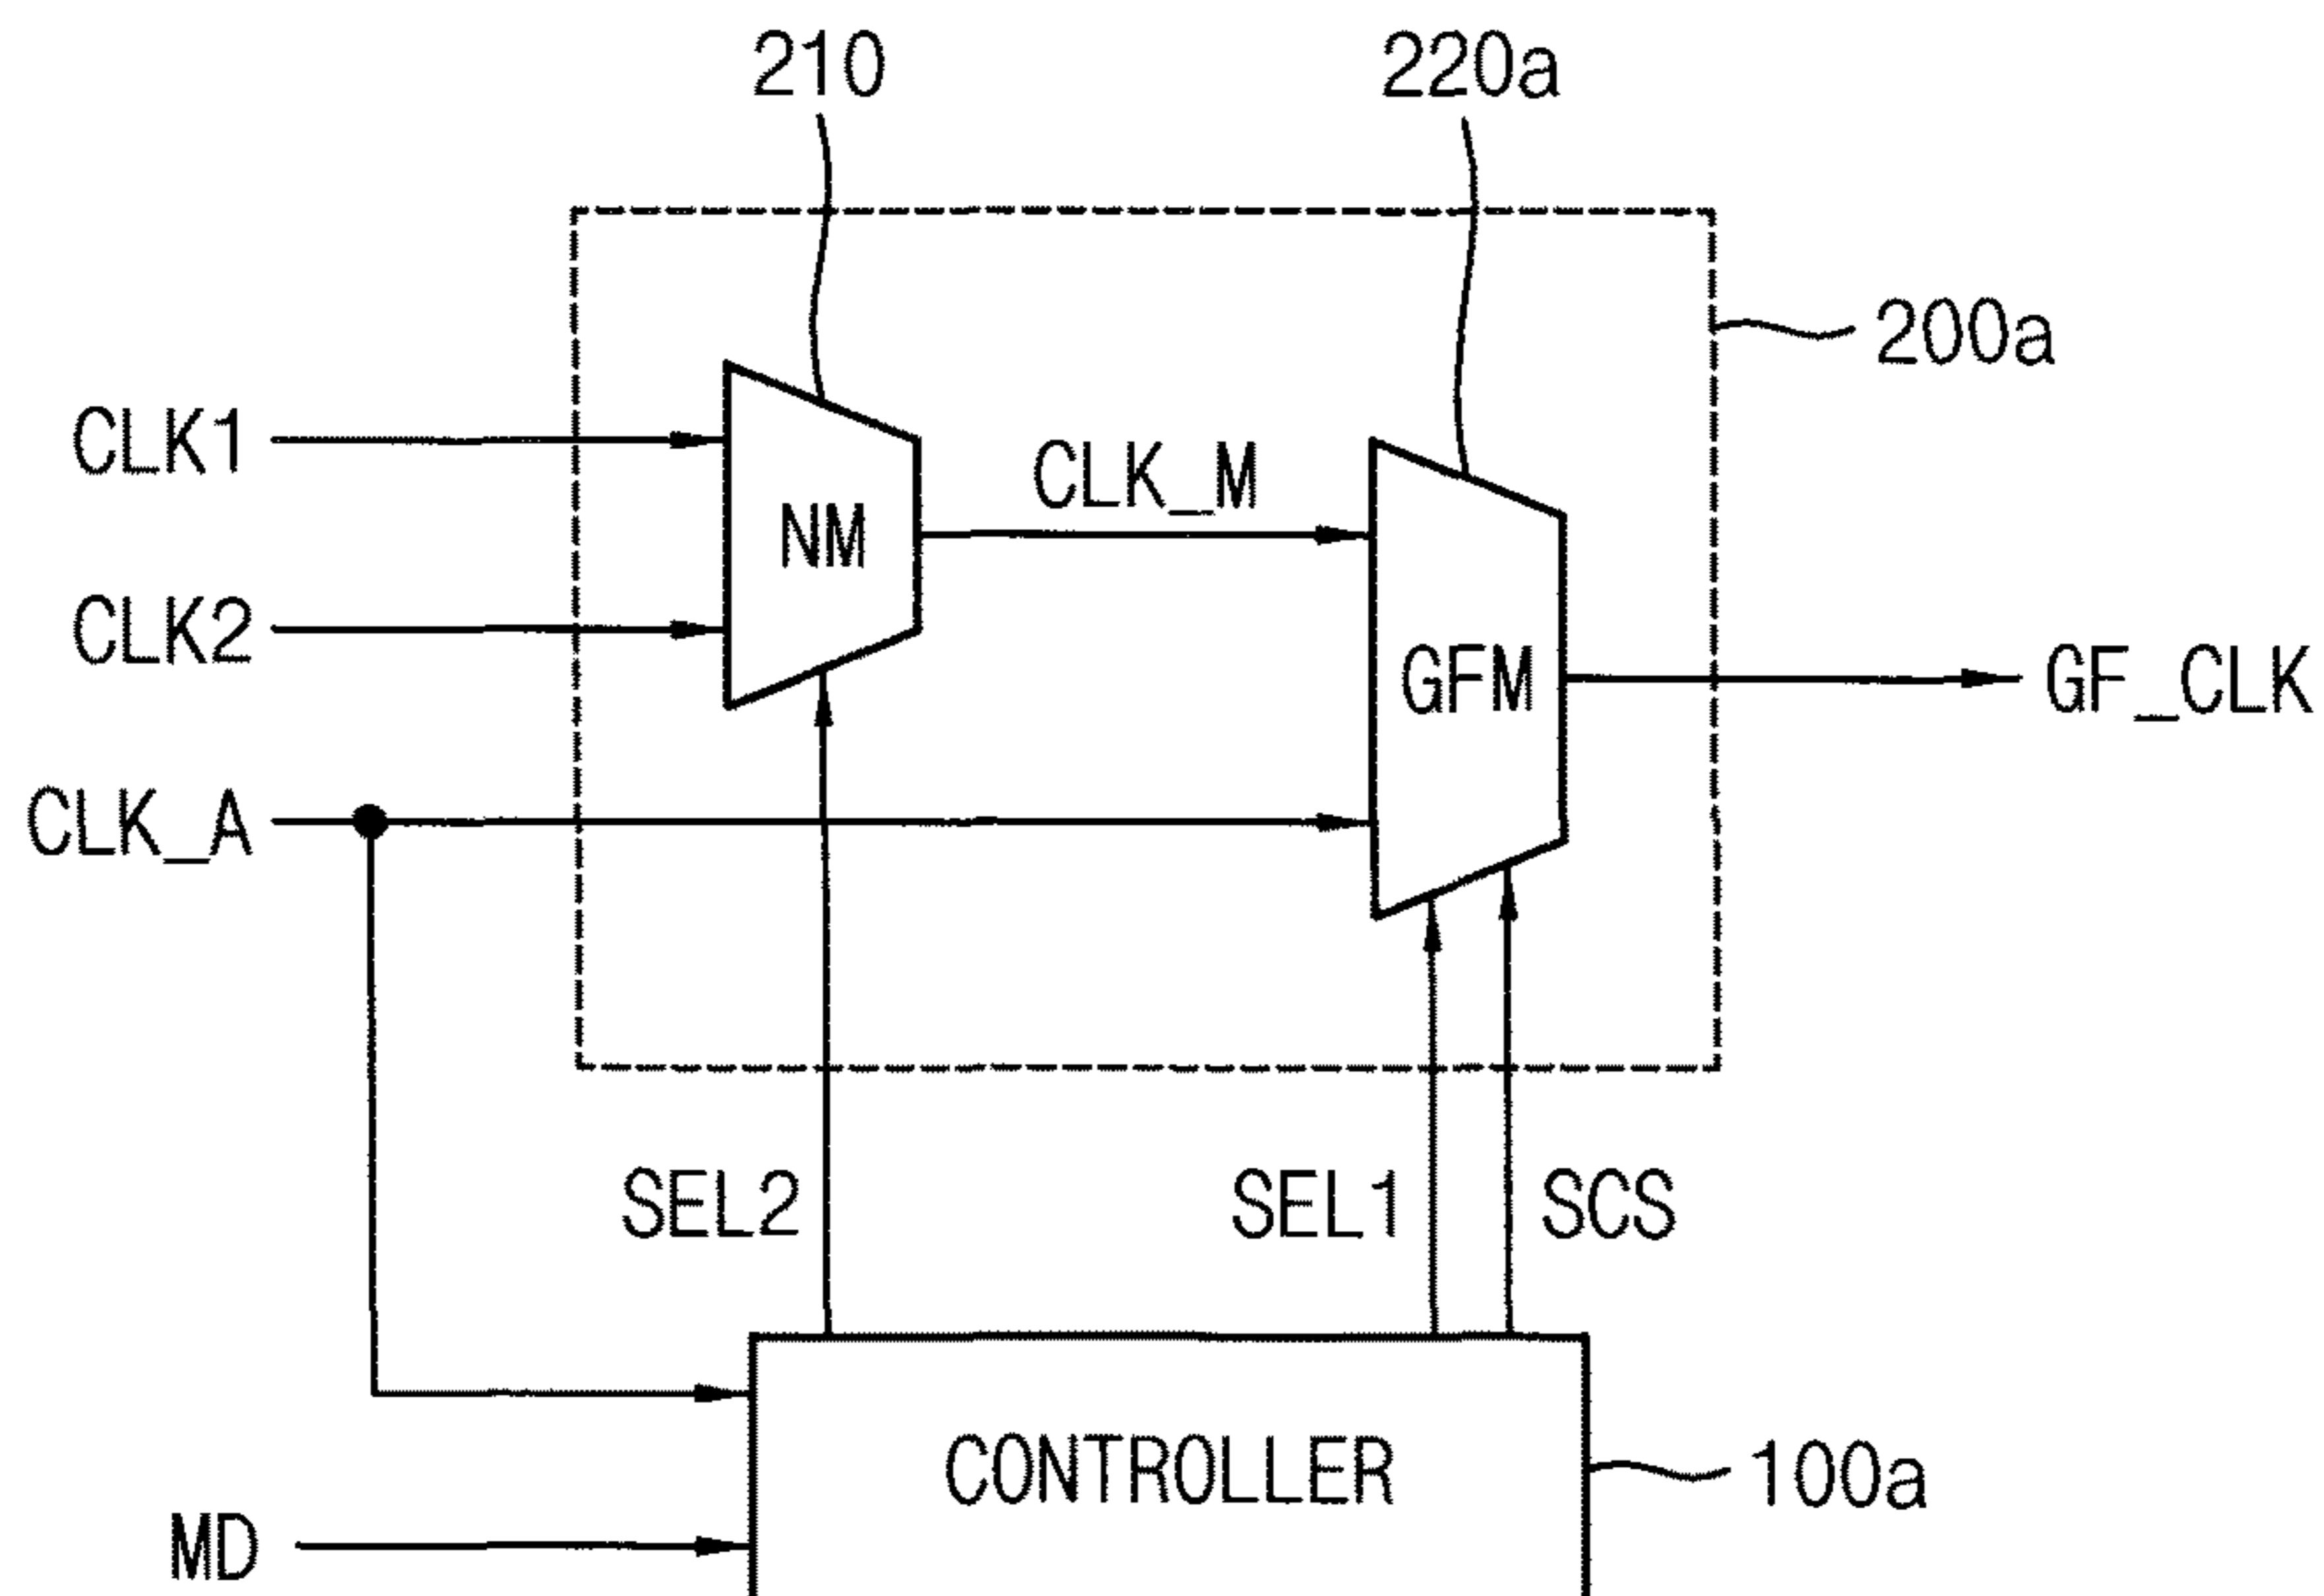 210
220a
200a
CLK1
CLK_M
NM
CLK2
GFM
GF_CLK
CLK_A
SEL2
SEL1
SCS
CONTROLLER
100a
MD